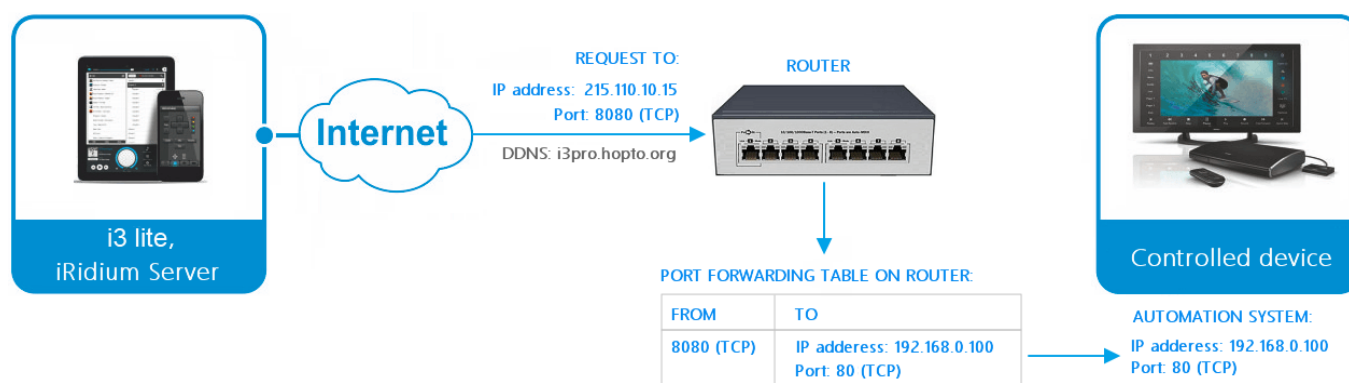 i3 lite,
iRidium Server
Internet
REQUEST TO:
IP address: 215.110.10.15
Port: 8080 (TCP)
DDNS: i3pro.hopto.org
ROUTER
PORT FORWARDING TABLE ON ROUTER:
FROM TO
8080 (TCP) IP adderess: 192.168.0.100
Port: 80 (TCP)
Controlled device
AUTOMATION SYSTEM:
IP adderess: 192.168.0.100
Port: 80 (TCP)